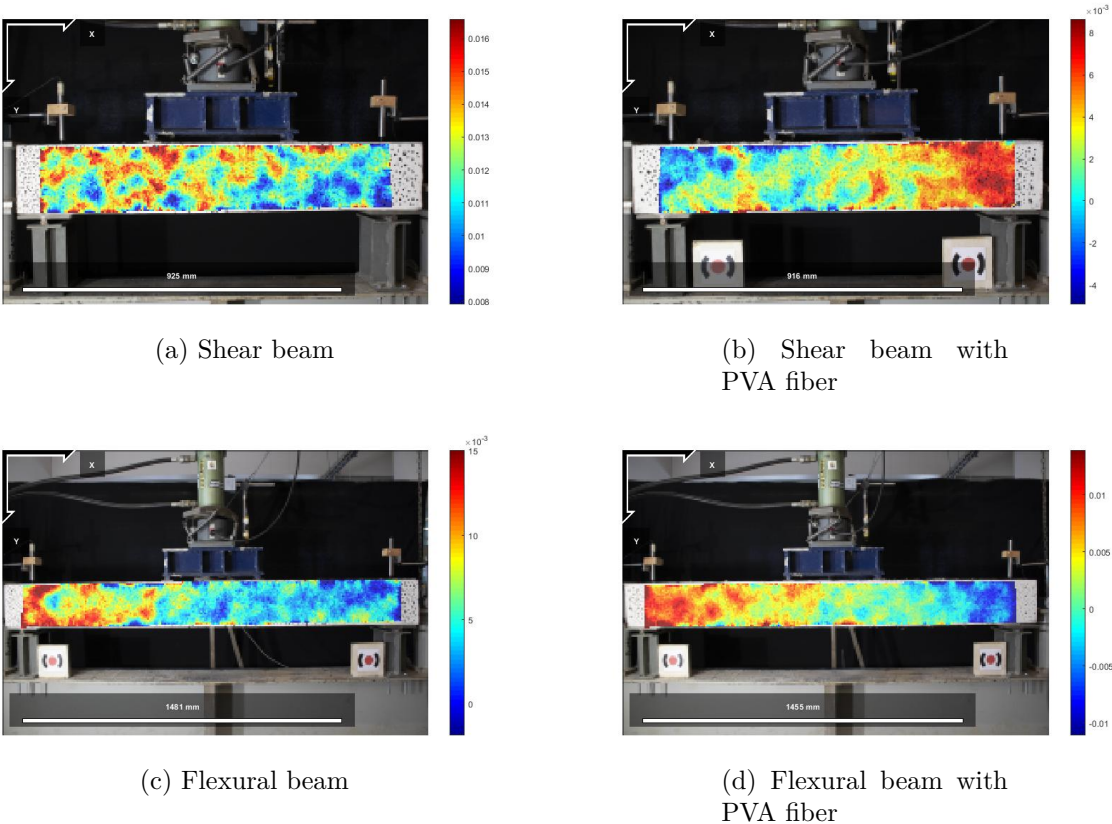 X
Y
925 mm
0.016
0.015
0.014
0.013
0.012
0.011
0.01
0.009
0.008
(a) Shear beam
X
Y
916 mm
×10⁻³
8
6
4
2
0
-2
-4
(b) Shear beam with
PVA fiber
X
Y
1481 mm
×10⁻³
15
10
5
0
(c) Flexural beam
X
Y
1455 mm
0.01
0.005
0
-0.005
-0.01
(d) Flexural beam with
PVA fiber